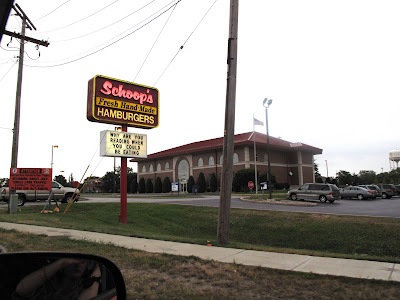 Schoop's
Fresh Hand-Made
HAMBURGERS
WHY ARE YOU
READING WHEN
YOU COULD
BE EATING